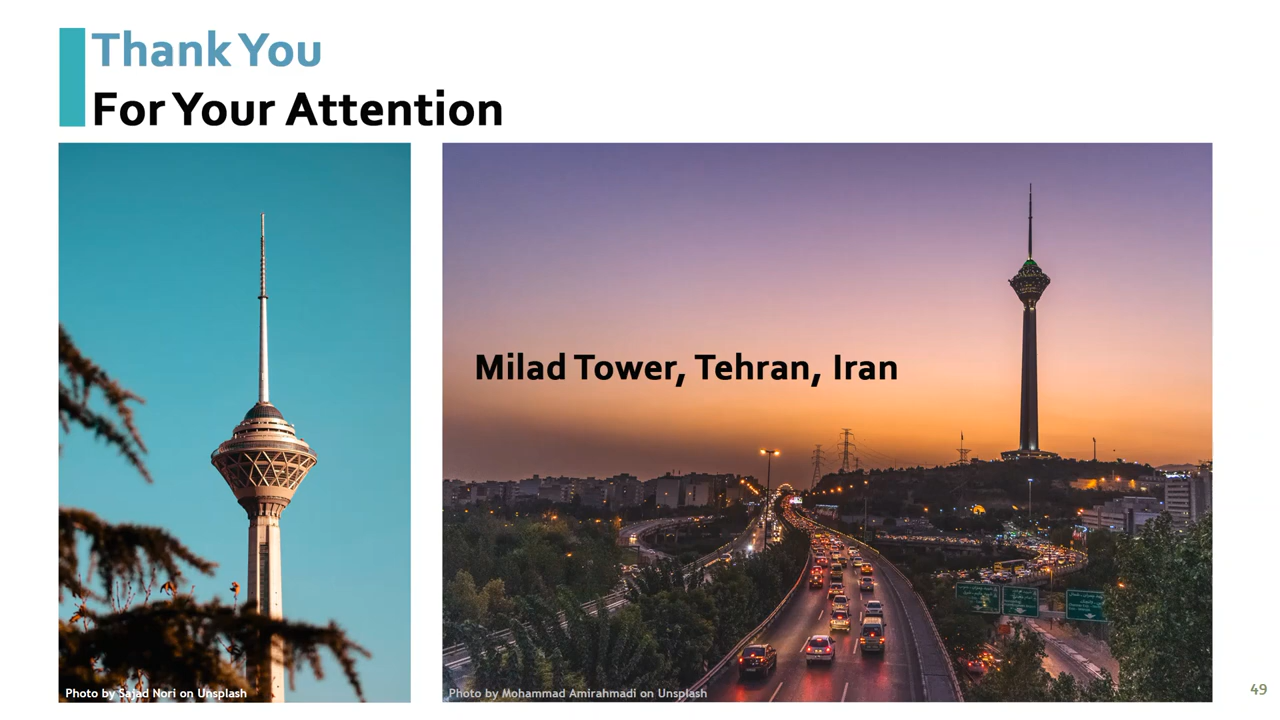 Thank You
For Your Attention
Milad Tower, Tehran, Iran
Photo by Sajad Nori on Unsplash
Photo by Mohammad Amirahmadi on Unsplash
49